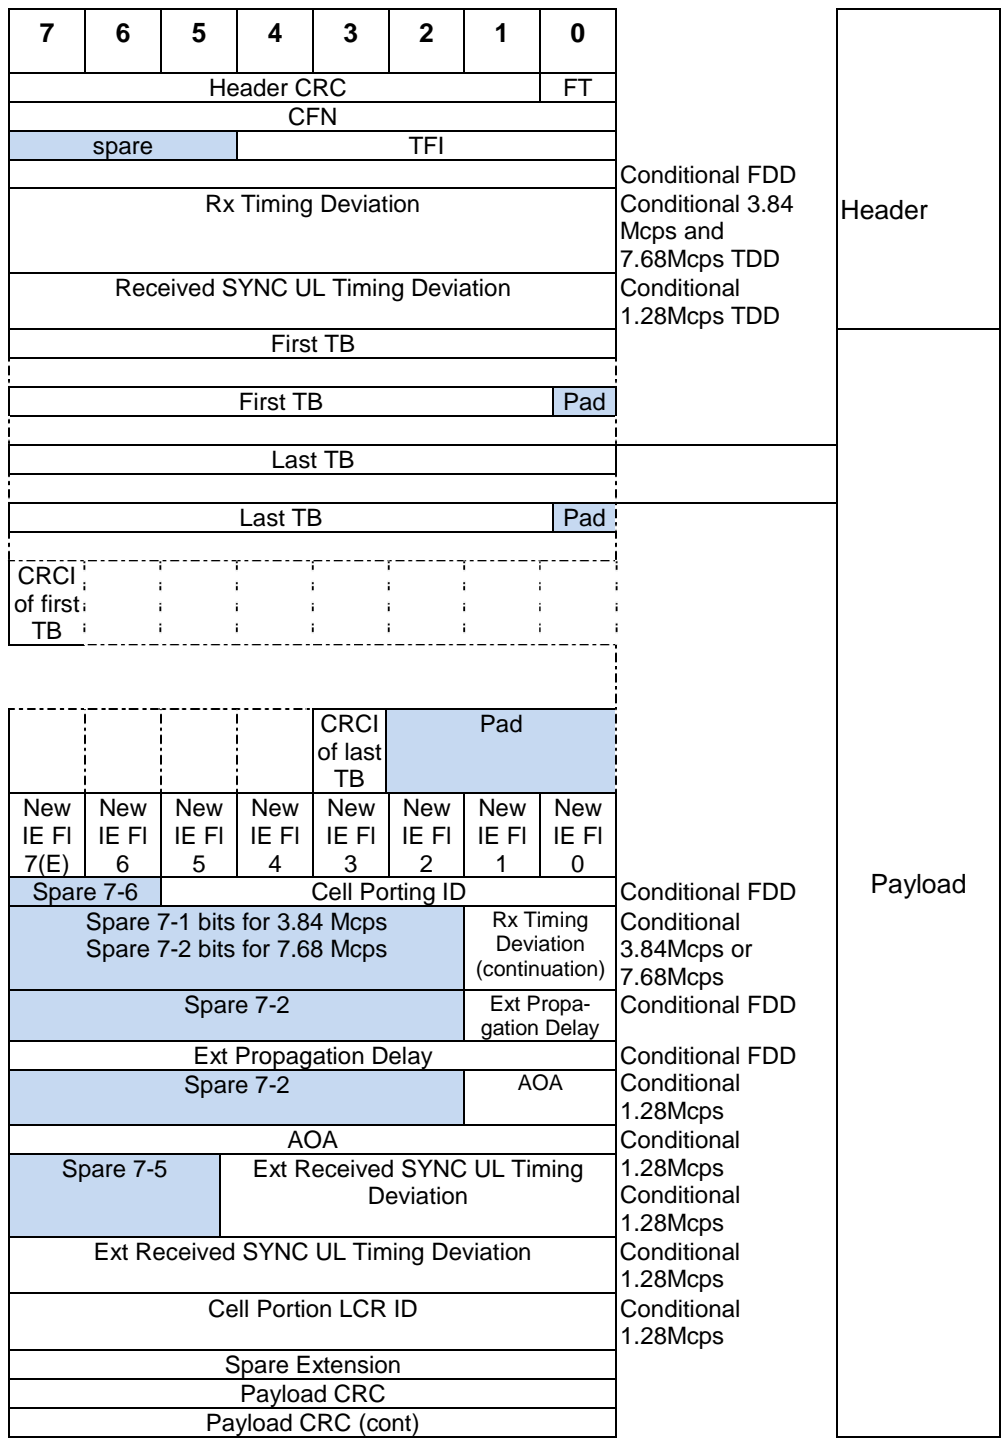 7 6 5 4 3 2 1 0
Header CRC FT
CFN
spare TFI
Conditional FDD
Rx Timing Deviation Conditional 3.84
Mcps and
7.68Mcps TDD
Header
Received SYNC UL Timing Deviation Conditional
1.28Mcps TDD
First TB
First TB Pad
Last TB
Last TB Pad
CRCI
of first
TB
CRCI
of last
TB
Pad
New New New New New New New New
IE Fl IE Fl IE Fl IE Fl IE Fl IE Fl IE Fl IE Fl
7(E) 6 5 4 3 2 1 0
Payload
Spare 7-6 Cell Porting ID Conditional FDD
Spare 7-1 bits for 3.84 Mcps
Spare 7-2 bits for 7.68 Mcps
Rx Timing
Deviation
(continuation)
Conditional
3.84Mcps or
7.68Mcps
Spare 7-2 Ext Propa-
gation Delay
Conditional FDD
Ext Propagation Delay Conditional FDD
Spare 7-2 AOA Conditional
1.28Mcps
AOA Conditional
1.28Mcps
Spare 7-5 Ext Received SYNC UL Timing
Deviation
Conditional
1.28Mcps
Ext Received SYNC UL Timing Deviation Conditional
1.28Mcps
Cell Portion LCR ID Conditional
1.28Mcps
Spare Extension
Payload CRC
Payload CRC (cont)